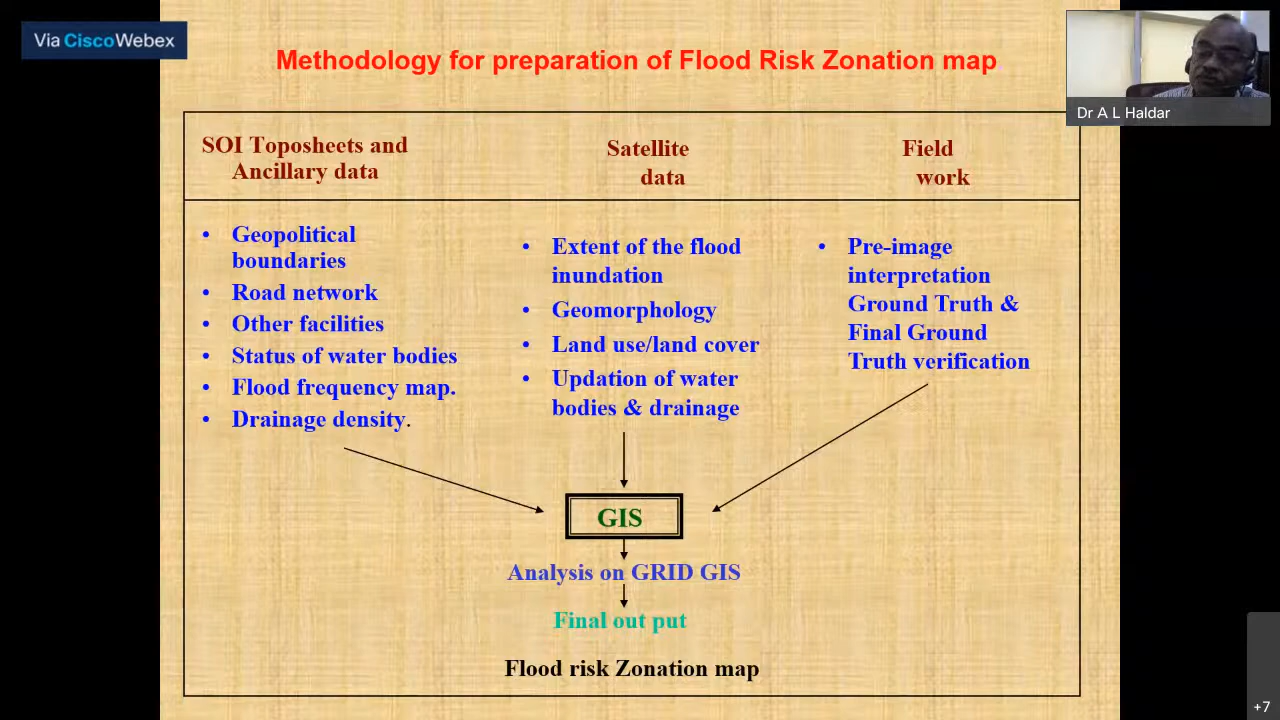 Via CiscoWebex
Methodology for preparation of Flood Risk Zonation map
Dr A L Haldar
SOI Toposheets and
Ancillary data
Satellite
data
Field
work
• Geopolitical
boundaries
• Road network
• Other facilities
• Status of water bodies
• Flood frequency map.
• Drainage density.
• Extent of the flood
inundation
• Geomorphology
• Land use/land cover
• Updation of water
bodies & drainage
• Pre-image
interpretation
Ground Truth &
Final Ground
Truth verification
GIS
Analysis on GRID GIS
Final out put
Flood risk Zonation map
+7